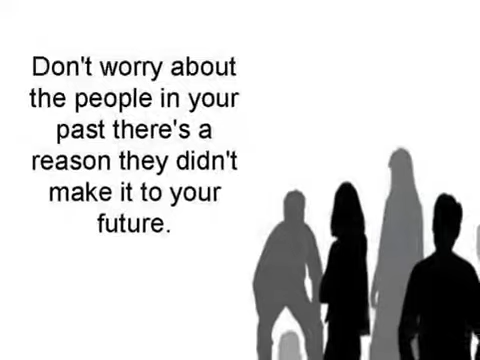 Don't worry about
the people in your
past there's a
reason they didn't
make it to your
future.